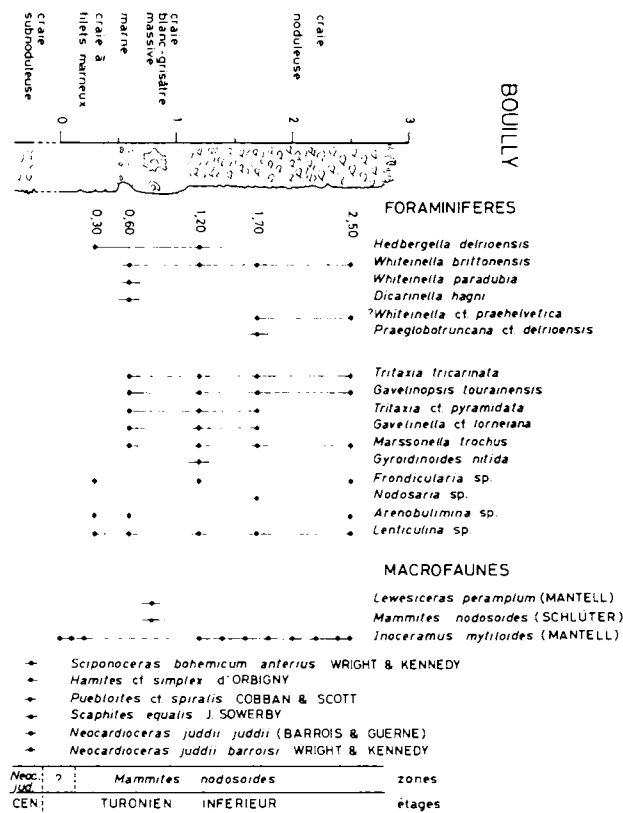 BOUILLY
craie subnoduleuse
craie à filets marneux
marne
craie blanc-grisâtre massive
craie noduleuse
0 1 2 3
FORAMINIFERES
0,30 0,60 1,20 1,70 2,50
Hedbergella delrioensis
Whiteinella brittonensis
Whiteinella paradubia
Dicarinella hagni
?Whiteinella cf. praehelvetica
Praeglobotruncana cf. delrioensis
Tritaxia tricarinata
Gavelinopsis tourainensis
Tritaxia cf. pyramidata
Gavelinella cf lorneiana
Marssonella trochus
Gyroidinoides nitida
Frondicularia sp.
Nodosaria sp.
Arenobulimina sp.
Lenticulina sp.
MACROFAUNES
Lewesiceras peramplum (MANTELL)
Mammites nodosoides (SCHLÜTER)
Inoceramus mytiloides (MANTELL)
Sciponoceras bohemicum anterius WRIGHT & KENNEDY
Hamites cf simplex d'ORBIGNY
Puebloites cf. spiralis COBBAN & SCOTT
Scaphites equalis J. SOWERBY
Neocardioceras juddii juddii (BARROIS & GUERNE)
Neocardioceras juddii barroisi WRIGHT & KENNEDY
Neoc. jud. ? Mammites nodosoides zones
CEN. TURONIEN INFERIEUR étages